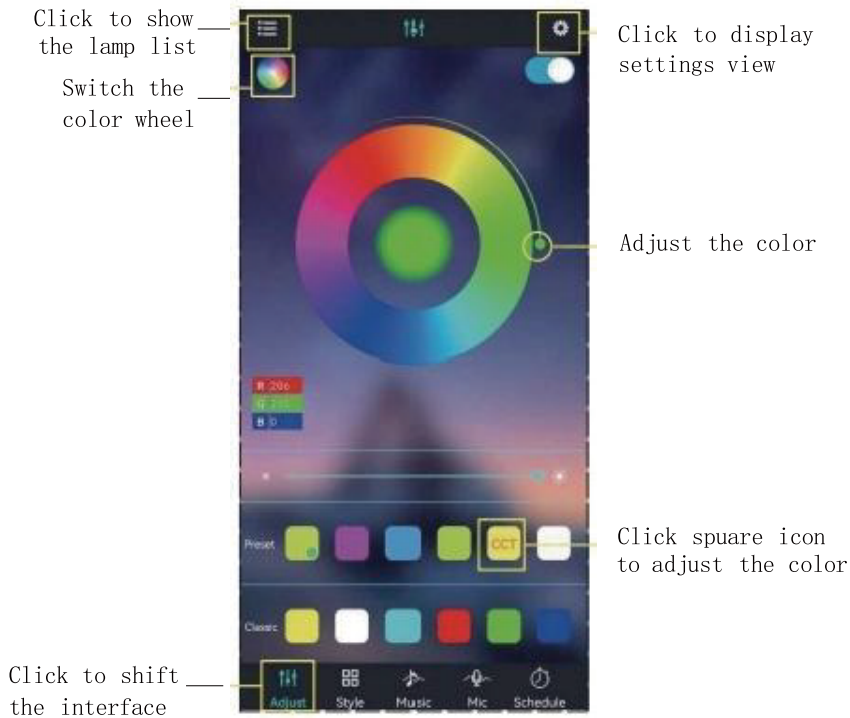 Click to show
the lamp list
Click to display
settings view
Switch the
color wheel
Adjust the color
R 206
G
B 0
Preset
CCT
Click spuare icon
to adjust the color
Classic
Click to shift
the interface
Adjust
Style
Music
Mic
Schedule